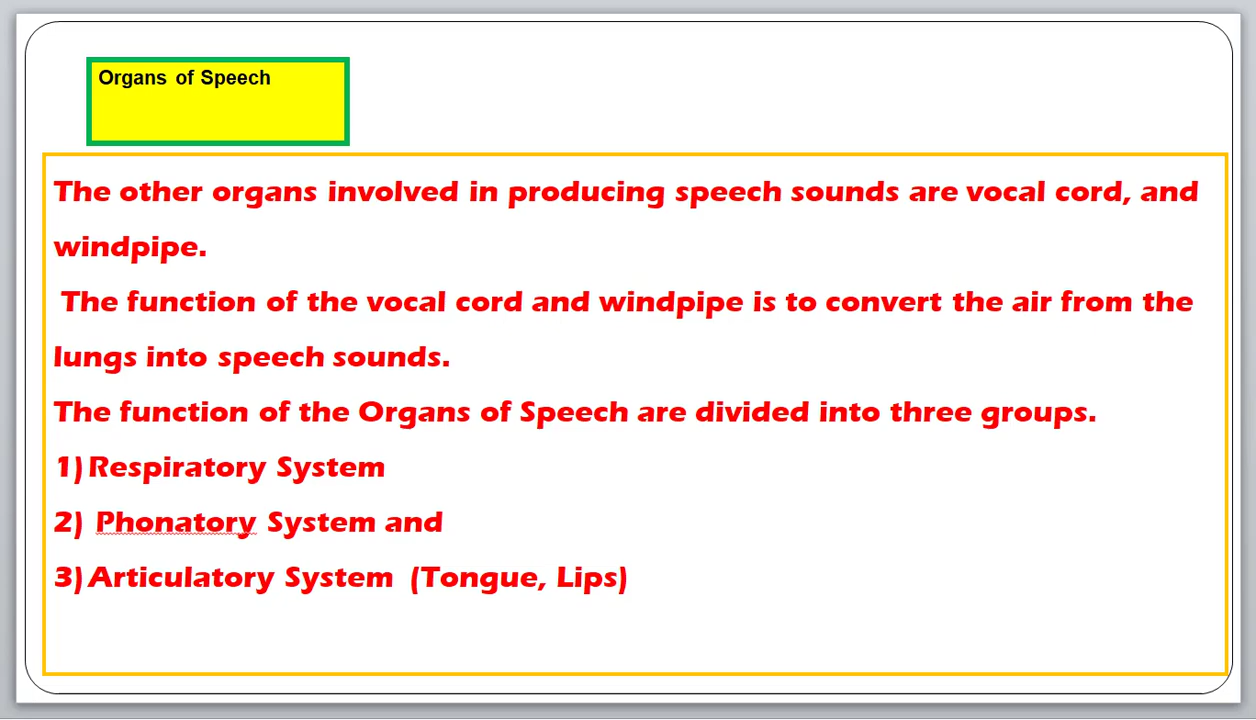 Organs of Speech
The other organs involved in producing speech sounds are vocal cord, and
windpipe.
The function of the vocal cord and windpipe is to convert the air from the
lungs into speech sounds.
The function of the Organs of Speech are divided into three groups.
1) Respiratory System
2) Phonatory System and
3) Articulatory System (Tongue, Lips)